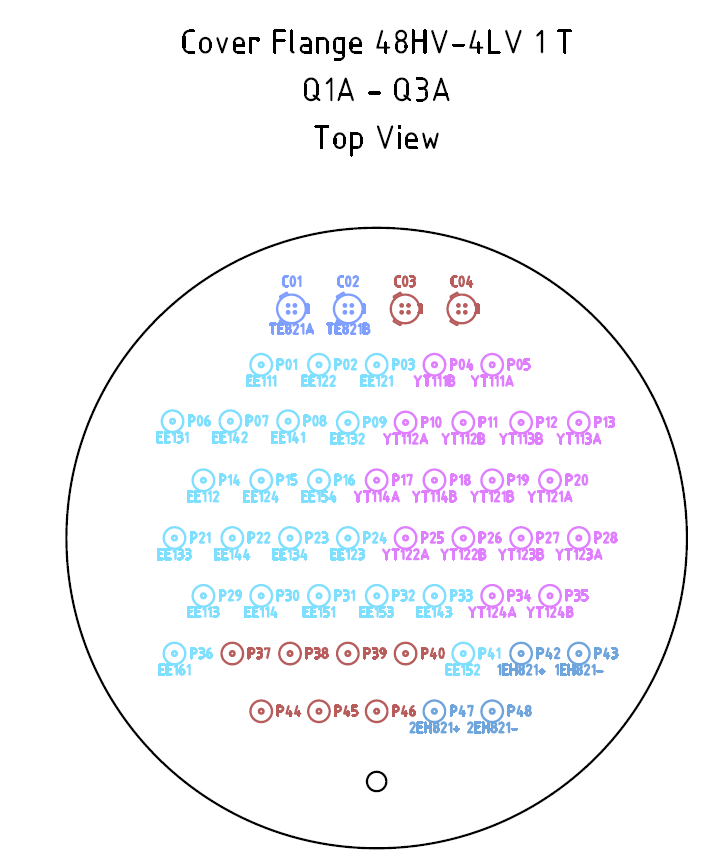 Cover Flange 48HV-4LV 1 T
Q1A - Q3A
Top View
C01 C02 C03 C04
TE821A TE821B
P01 P02 P03 P04 P05
EE111 EE122 EE121 YT111B YT111A
P06 P07 P08 P09 P10 P11 P12 P13
EE131 EE142 EE141 EE132 YT112A YT112B YT113B YT113A
P14 P15 P16 P17 P18 P19 P20
EE112 EE124 EE154 YT114A YT114B YT121B YT121A
P21 P22 P23 P24 P25 P26 P27 P28
EE133 EE144 EE134 EE123 YT122A YT122B YT123B YT123A
P29 P30 P31 P32 P33 P34 P35
EE113 EE114 EE151 EE153 EE143 YT124A YT124B
P36 P37 P38 P39 P40 P41 P42 P43
EE161 EE152 1EH821+ 1EH821-
P44 P45 P46 P47 P48
2EH821+ 2EH821-